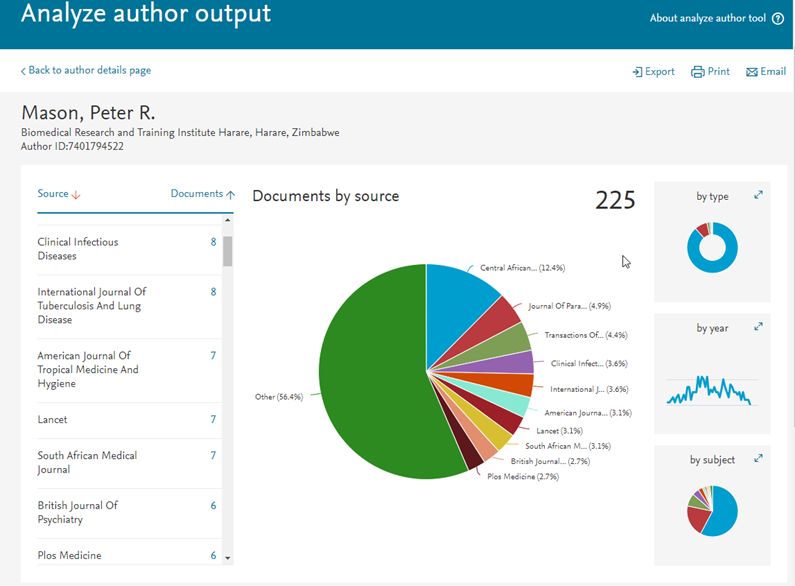 Analyze author output
About analyze author tool ?
Back to author details page
Export
Print
Email
Mason, Peter R.
Biomedical Research and Training Institute Harare, Harare, Zimbabwe
Author ID:7401794522
Source
Documents
Clinical Infectious
Diseases
8
International Journal Of
Tuberculosis And Lung
Disease
8
American Journal Of
Tropical Medicine And
Hygiene
7
Lancet
7
South African Medical
Journal
7
British Journal Of
Psychiatry
6
Plos Medicine
6
Documents by source
225
Central African... (12.4%)
Journal Of Para... (4.9%)
Transactions Of... (4.4%)
Clinical Infect... (3.6%)
International J... (3.6%)
American Journa... (3.1%)
Lancet (3.1%)
South African M... (3.1%)
British Journal... (2.7%)
Plos Medicine (2.7%)
Other (56.4%)
by type
by year
by subject